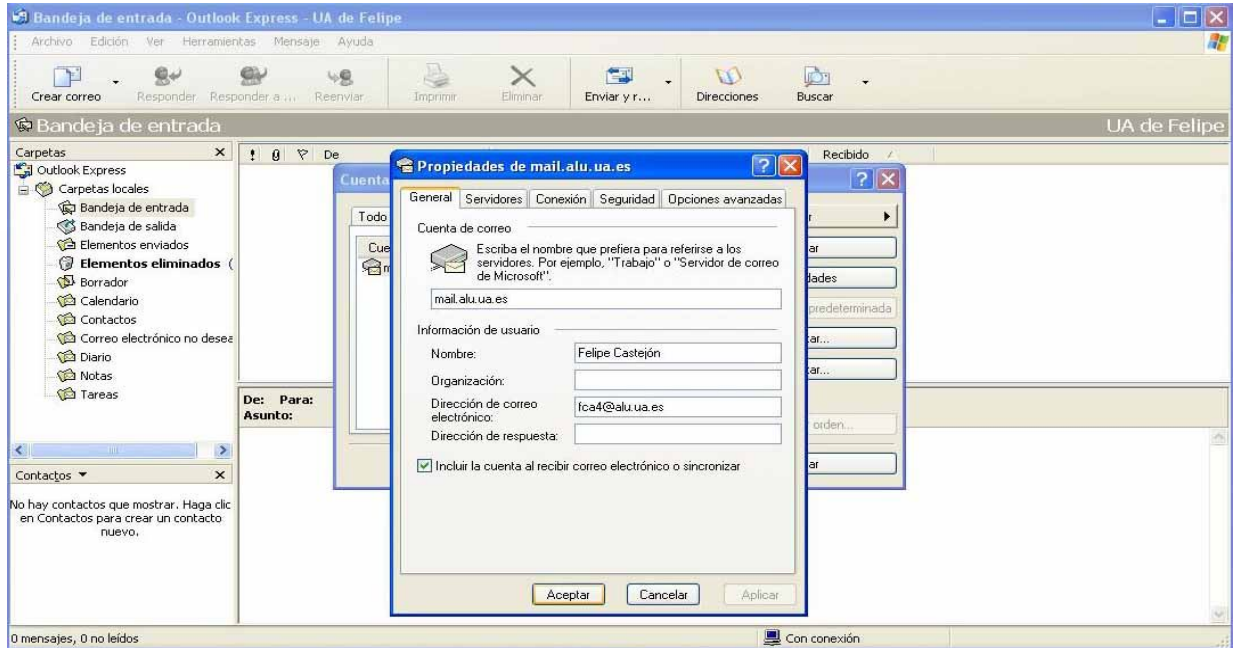 Bandeja de entrada - Outlook Express - UA de Felipe
Archivo Edición Ver Herramientas Mensaje Ayuda
Crear correo Responder Responder a ... Reenviar Imprimir Eliminar Enviar y r... Direcciones Buscar
Bandeja de entrada UA de Felipe
Carpetas
Outlook Express
Carpetas locales
Bandeja de entrada
Bandeja de salida
Elementos enviados
Elementos eliminados (
Borrador
Calendario
Contactos
Correo electrónico no desea
Diario
Notas
Tareas
Contactos
No hay contactos que mostrar. Haga clic
en Contactos para crear un contacto
nuevo.
! De Recibido
De: Para:
Asunto:
Cuenta
Todo
Cue
m
r
ar
dades
predeterminada
tar...
tar...
orden...
ar
Propiedades de mail.alu.ua.es
General Servidores Conexión Seguridad Opciones avanzadas
Cuenta de correo
Escriba el nombre que prefiera para referirse a los
servidores. Por ejemplo, "Trabajo" o "Servidor de correo
de Microsoft".
mail.alu.ua.es
Información de usuario
Nombre: Felipe Castejón
Organización:
Dirección de correo
electrónico: fca4@alu.ua.es
Dirección de respuesta:
Incluir la cuenta al recibir correo electrónico o sincronizar
Aceptar Cancelar Aplicar
0 mensajes, 0 no leídos Con conexión